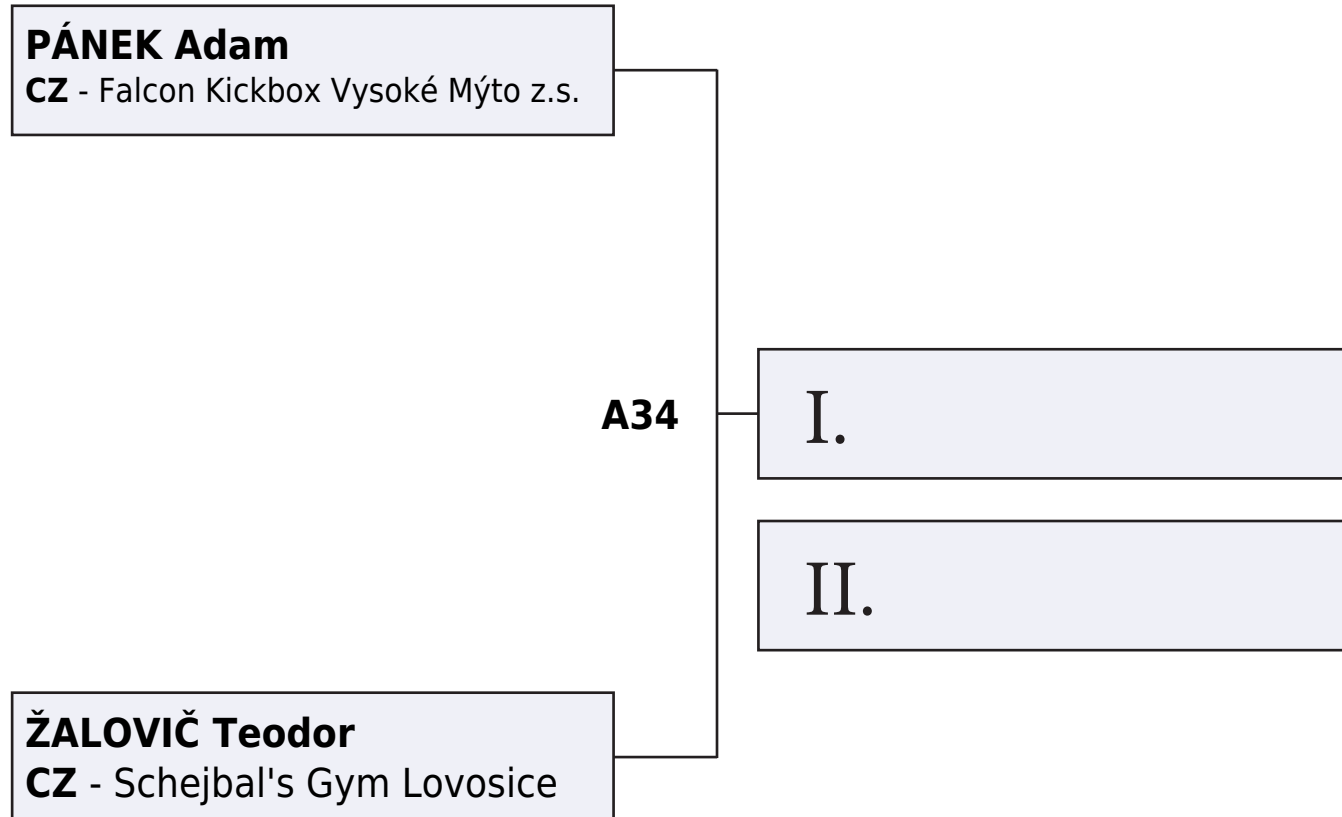 PÁNEK Adam
CZ - Falcon Kickbox Vysoké Mýto z.s.
A34
I.
II.
ŽALOVIČ Teodor
CZ - Schejbal's Gym Lovosice